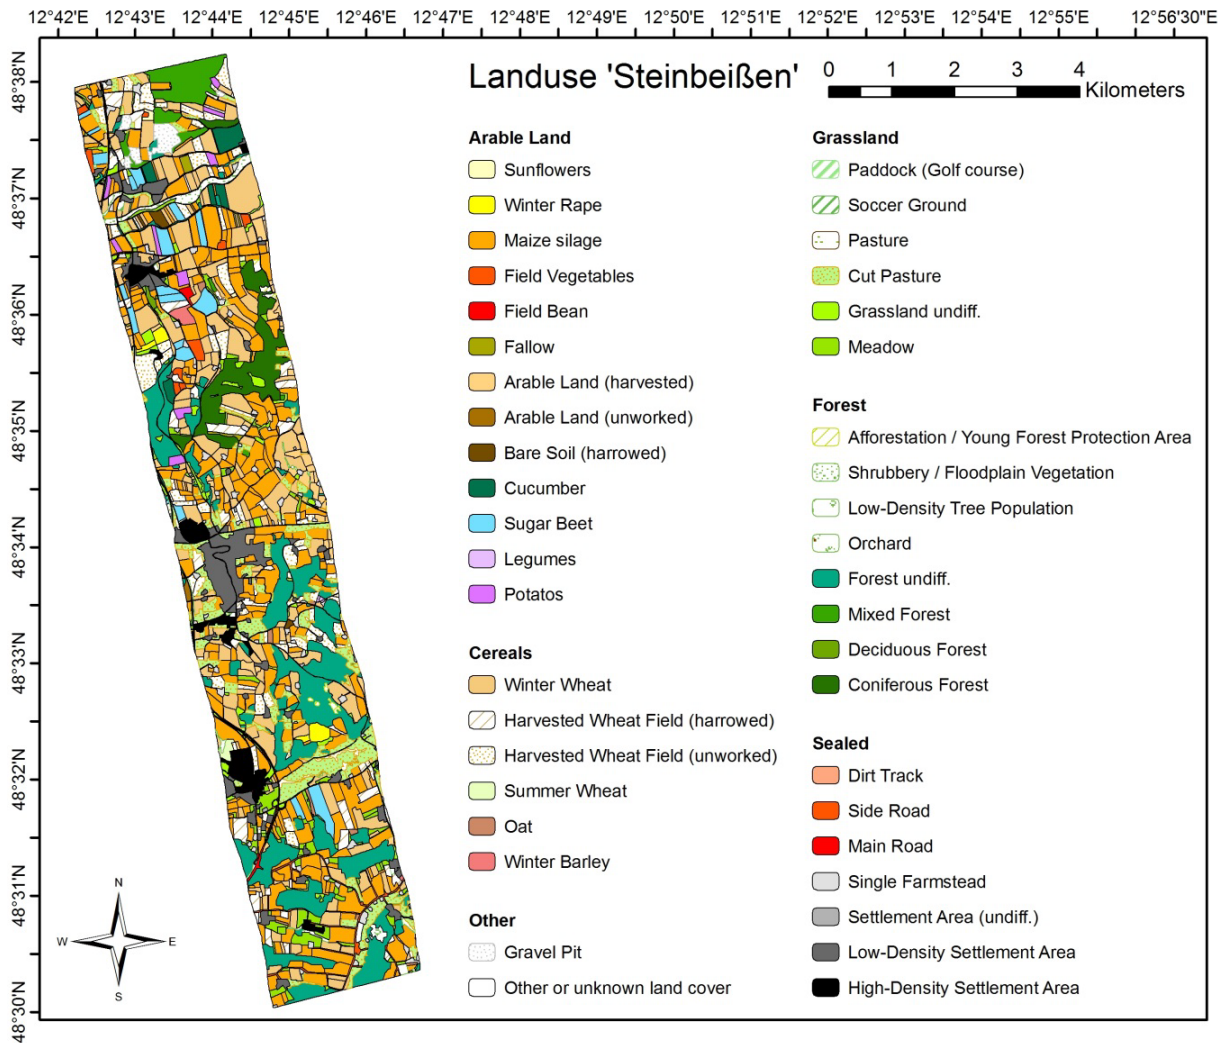 12°42'E 12°43'E 12°44'E 12°45'E 12°46'E 12°47'E 12°48'E 12°49'E 12°50'E 12°51'E 12°52'E 12°53'E 12°54'E 12°55'E 12°56'30"E
48°38'N
48°37'N
48°36'N
48°35'N
48°34'N
48°33'N
48°32'N
48°31'N
48°30'N
Landuse 'Steinbeißen'
0 1 2 3 4
Kilometers
Arable Land
Sunflowers
Winter Rape
Maize silage
Field Vegetables
Field Bean
Fallow
Arable Land (harvested)
Arable Land (unworked)
Bare Soil (harrowed)
Cucumber
Sugar Beet
Legumes
Potatos
Cereals
Winter Wheat
Harvested Wheat Field (harrowed)
Harvested Wheat Field (unworked)
Summer Wheat
Oat
Winter Barley
Other
Gravel Pit
Other or unknown land cover
Grassland
Paddock (Golf course)
Soccer Ground
Pasture
Cut Pasture
Grassland undiff.
Meadow
Forest
Afforestation / Young Forest Protection Area
Shrubbery / Floodplain Vegetation
Low-Density Tree Population
Orchard
Forest undiff.
Mixed Forest
Deciduous Forest
Coniferous Forest
Sealed
Dirt Track
Side Road
Main Road
Single Farmstead
Settlement Area (undiff.)
Low-Density Settlement Area
High-Density Settlement Area
N
W E
S